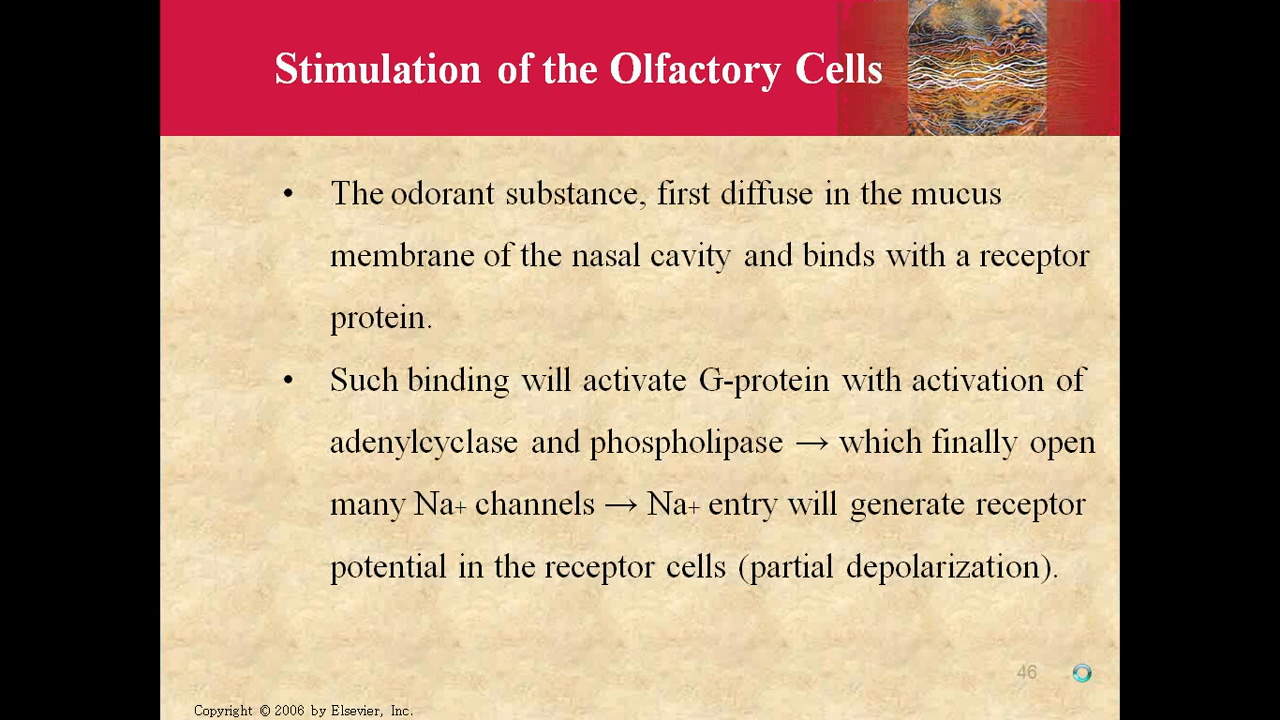 Stimulation of the Olfactory Cells
• The odorant substance, first diffuse in the mucus
membrane of the nasal cavity and binds with a receptor
protein.
• Such binding will activate G-protein with activation of
adenylcyclase and phospholipase → which finally open
many Na+ channels → Na+ entry will generate receptor
potential in the receptor cells (partial depolarization).
46
Copyright © 2006 by Elsevier, Inc.